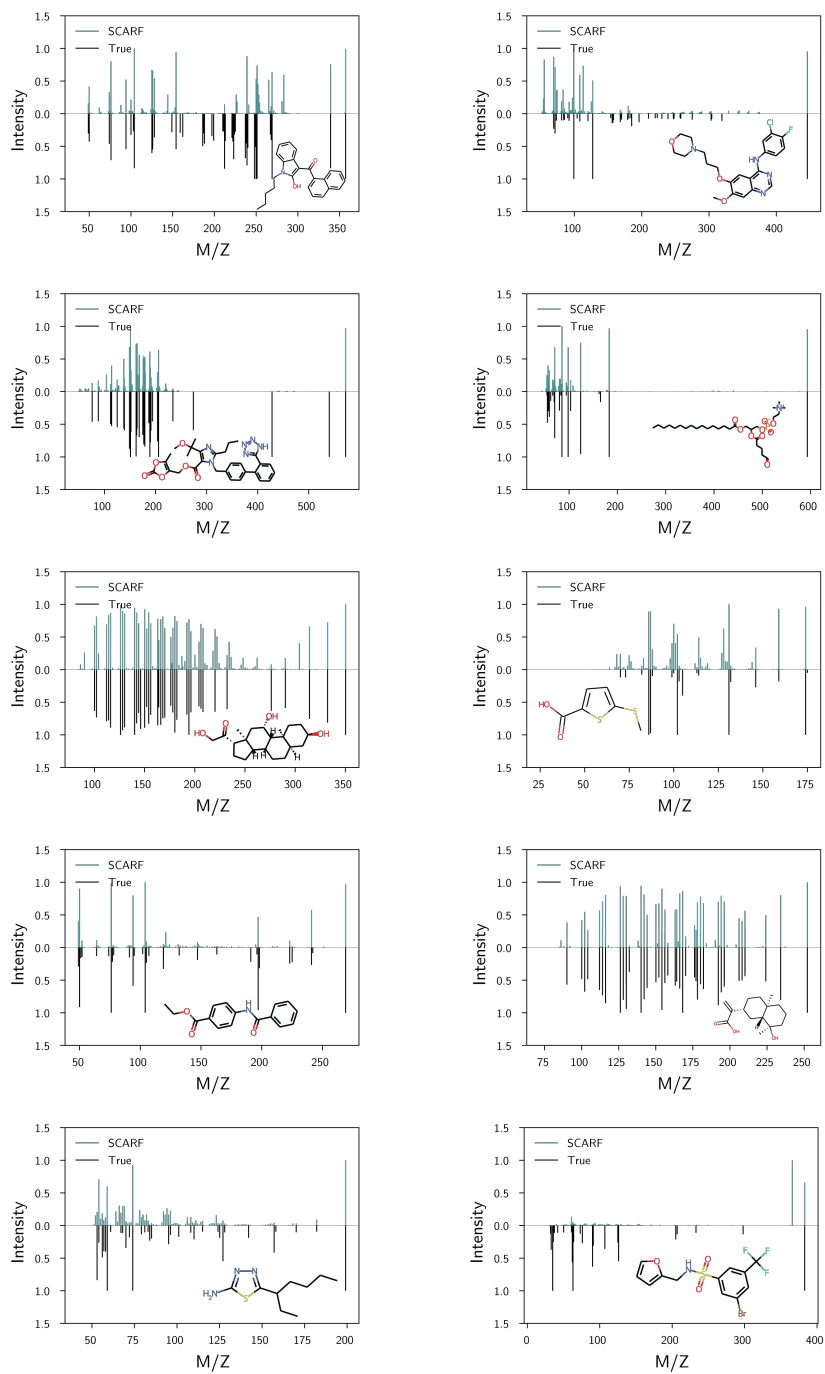 1.5
SCARF
True
1.0
0.5
0.0
0.5
1.0
1.5
Intensity
O
N
OH
50 100 150 200 250 300 350
M/Z
1.5
SCARF
True
1.0
0.5
0.0
0.5
1.0
1.5
Intensity
Cl
F
O
N
HN
O
N
N
O
100 200 300 400
M/Z
1.5
SCARF
True
1.0
0.5
0.0
0.5
1.0
1.5
Intensity
O
N
N
N
N
N
NH
O
O
O
O
O
100 200 300 400 500
M/Z
1.5
SCARF
True
1.0
0.5
0.0
0.5
1.0
1.5
Intensity
N+
O
O
O
O
O
100 200 300 400 500 600
M/Z
1.5
SCARF
True
1.0
0.5
0.0
0.5
1.0
1.5
Intensity
OH
O
HO
H
OH
H
H
H
100 150 200 250 300 350
M/Z
1.5
SCARF
True
1.0
0.5
0.0
0.5
1.0
1.5
Intensity
HO
S
S
O
25 50 75 100 125 150 175
M/Z
1.5
SCARF
True
1.0
0.5
0.0
0.5
1.0
1.5
Intensity
H
O
N
O
O
50 100 150 200 250
M/Z
1.5
SCARF
True
1.0
0.5
0.0
0.5
1.0
1.5
Intensity
O
OH
OH
75 100 125 150 175 200 225 250
M/Z
1.5
SCARF
True
1.0
0.5
0.0
0.5
1.0
1.5
Intensity
N N
H2N
S
50 75 100 125 150 175 200
M/Z
1.5
SCARF
True
1.0
0.5
0.0
0.5
1.0
1.5
Intensity
F
F
F
O
H
N
O
S
O
Br
0 100 200 300 400
M/Z